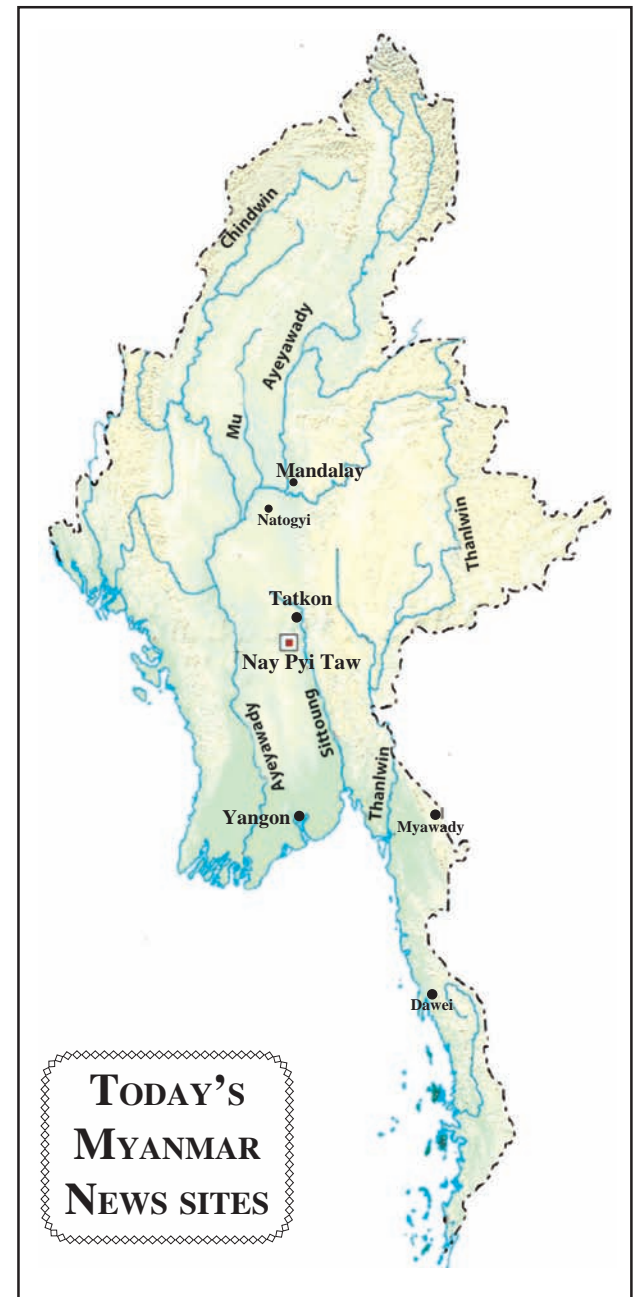 Chindwin
Ayeyawady
Mu
Mandalay
Natogyi
Thanlwin
Tatkon
Nay Pyi Taw
Ayeyawady
Sittoung
Thanlwin
Yangon
Myawady
Dawei
TODAY'S
MYANMAR
NEWS SITES